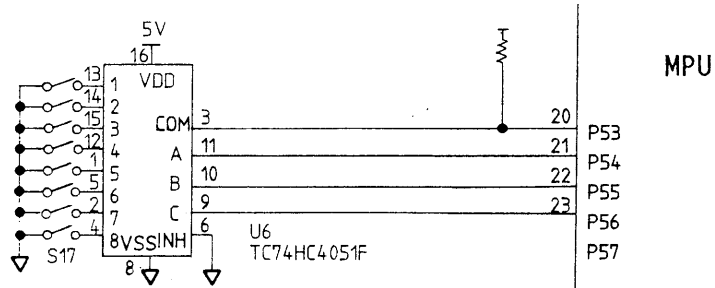 5V
MPU
16
VDD
13 1
14 2
15 3
12 4
1 5
5 6
2 7
4 8
COM 3
A 11
B 10
C 9
VSS INH 6
8
S17
U6
TC74HC4051F
20 P53
21 P54
22 P55
23 P56
P57